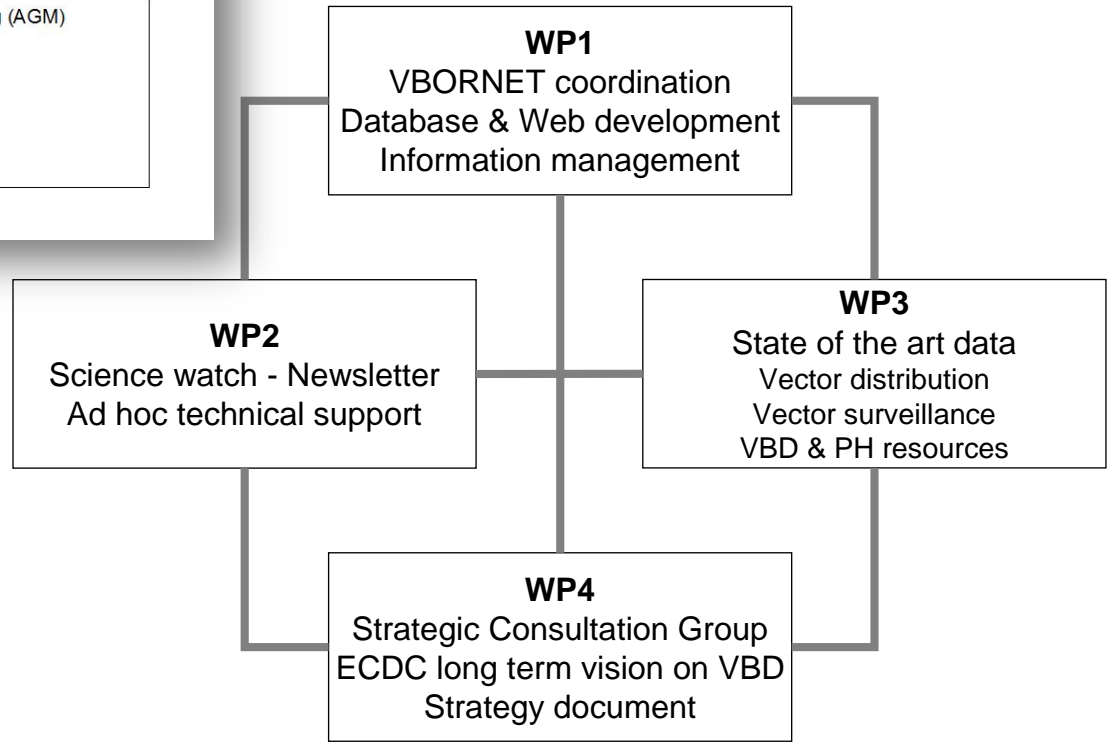 (AGM)
WP1
VBORNET coordination
Database & Web development
Information management
WP2
Science watch - Newsletter
Ad hoc technical support
WP3
State of the art data
Vector distribution
Vector surveillance
VBD & PH resources
WP4
Strategic Consultation Group
ECDC long term vision on VBD
Strategy document